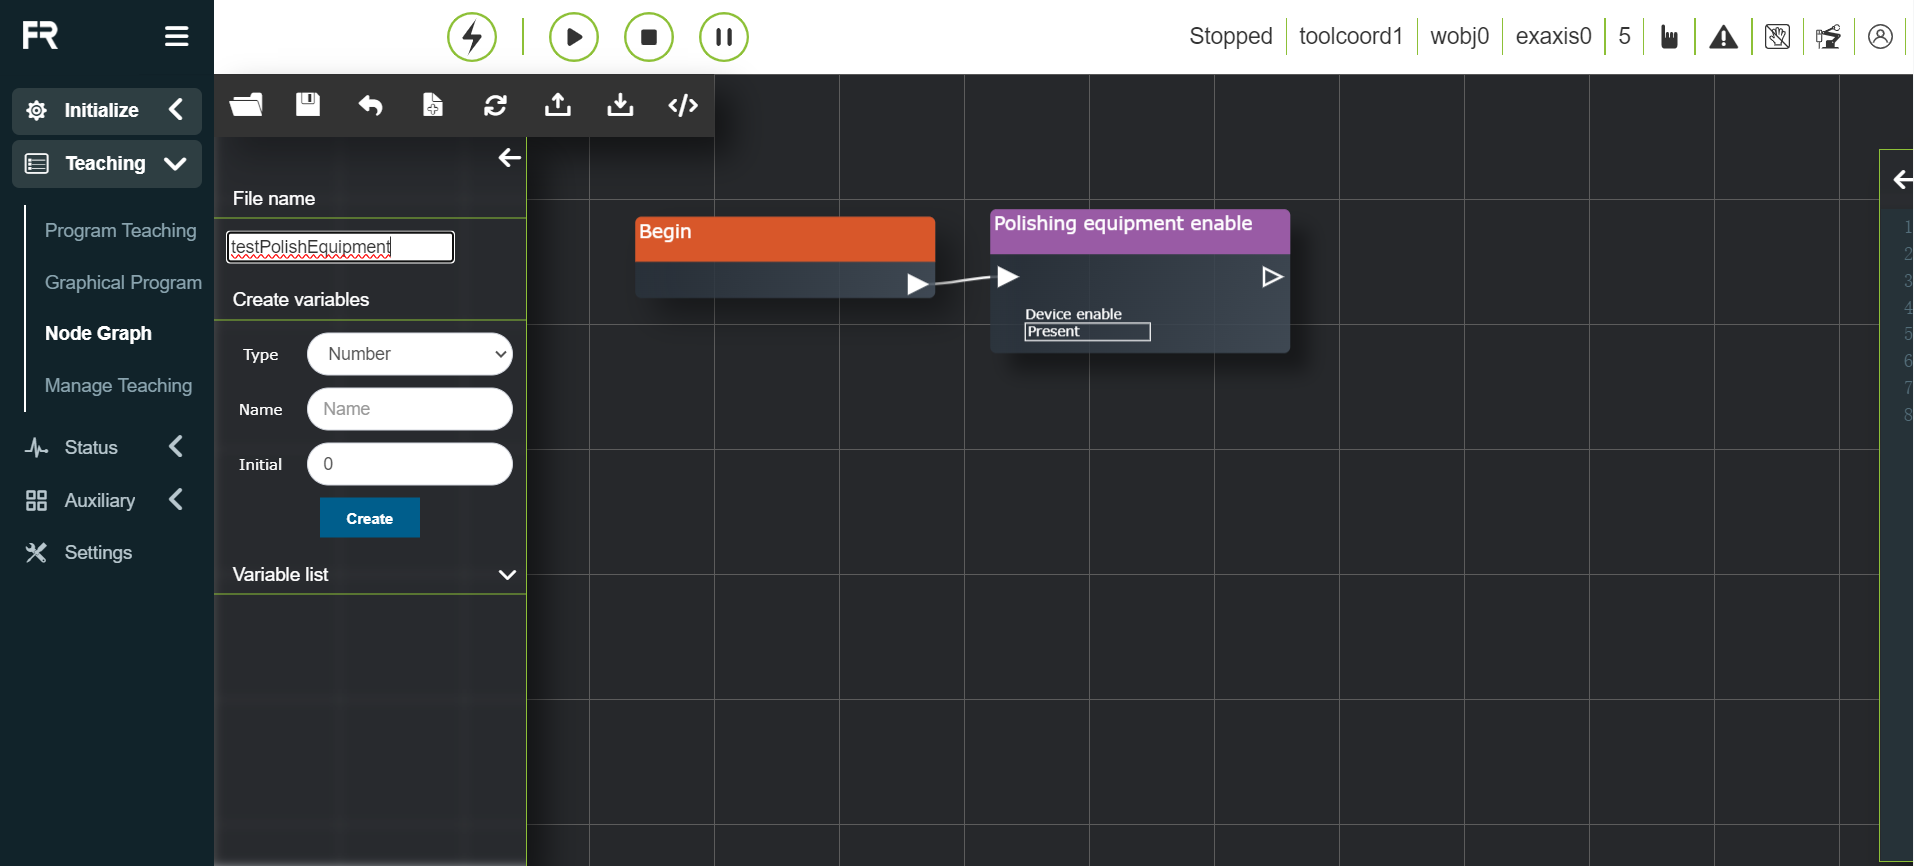 FR
Stopped
toolcoord1
wobj0
exaxis0
5
Initialize
Teaching
Program Teaching
Graphical Program
Node Graph
Manage Teaching
Status
Auxiliary
Settings
File name
testPolishEquipment
Create variables
Type
Number
Name
Name
Initial
0
Create
Variable list
Begin
Polishing equipment enable
Device enable
Present
1
2
3
4
5
6
7
8